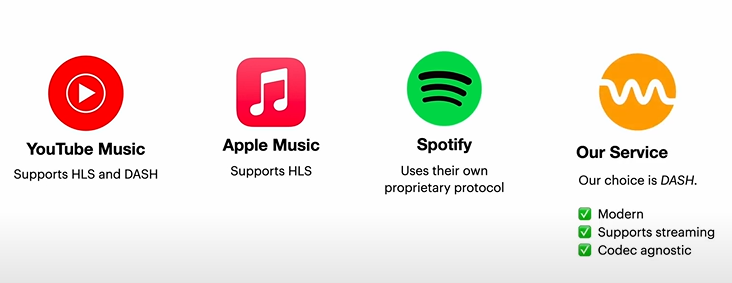 YouTube Music
Supports HLS and DASH
Apple Music
Supports HLS
Spotify
Uses their own
proprietary protocol
Our Service
Our choice is DASH.
Modern
Supports streaming
Codec agnostic